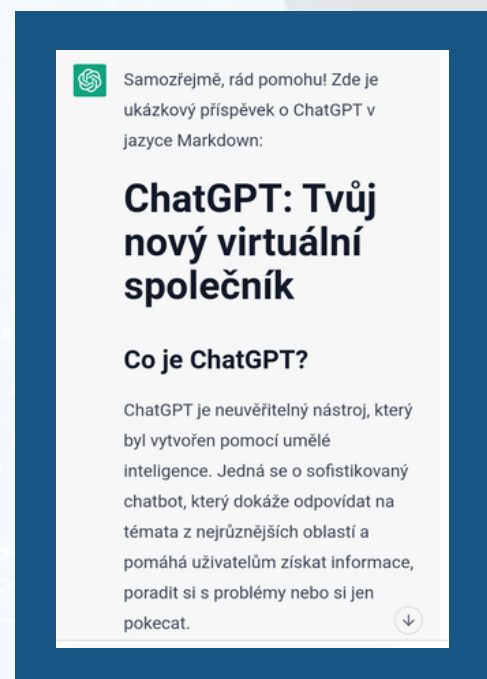 Samozřejmě, rád pomohu! Zde je
ukázkový příspěvek o ChatGPT v
jazyce Markdown:
ChatGPT: Tvůj
nový virtuální
společník
Co je ChatGPT?
ChatGPT je neuvěřitelný nástroj, který
byl vytvořen pomocí umělé
inteligence. Jedná se o sofistikovaný
chatbot, který dokáže odpovídat na
témata z nejrůznějších oblastí a
pomáhá uživatelům získat informace,
poradit si s problémy nebo si jen
pokecat.